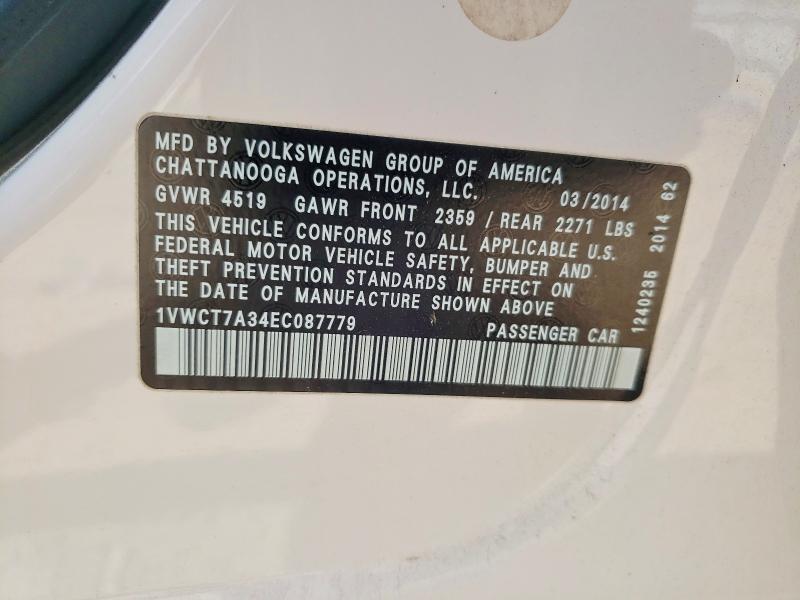 MFD BY VOLKSWAGEN GROUP OF AMERICA
CHATTANOOGA OPERATIONS, LLC. 03/2014
GVWR 4519 GAWR FRONT 2359 / REAR 2271 LBS
THIS VEHICLE CONFORMS TO ALL APPLICABLE U.S.
FEDERAL MOTOR VEHICLE SAFETY, BUMPER AND
THEFT PREVENTION STANDARDS IN EFFECT ON
THE DATE OF MANUFACTURE SHOWN ABOVE
1VWCT7A34EC087779 PASSENGER CAR
1240235 2014 62